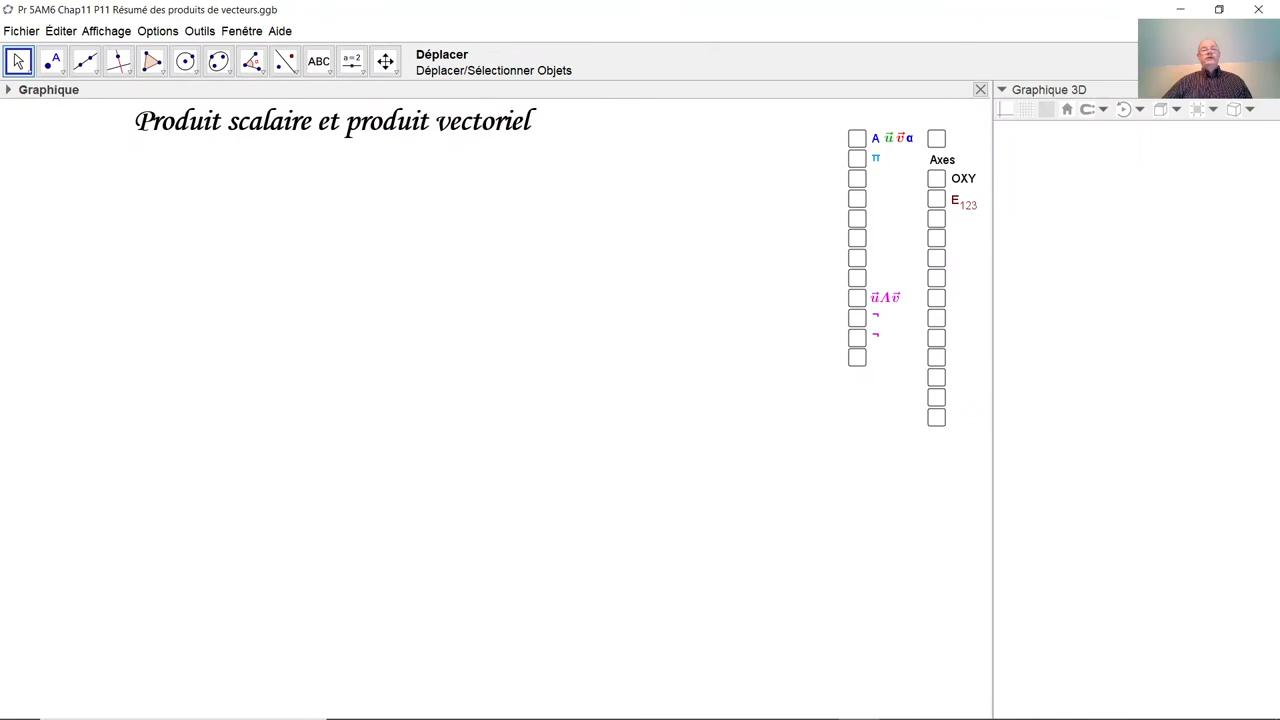 Pr 5AM6 Chap11 P11 Résumé des produits de vecteurs.ggb
Fichier Éditer Affichage Options Outils Fenêtre Aide
A ABC a=2
Déplacer
Déplacer/Sélectionner Objets
Graphique
Graphique 3D
Produit scalaire et produit vectoriel
A u⃗ v⃗ α
π
Axes
OXY
E₁₂₃
u⃗Λv⃗
¬
¬